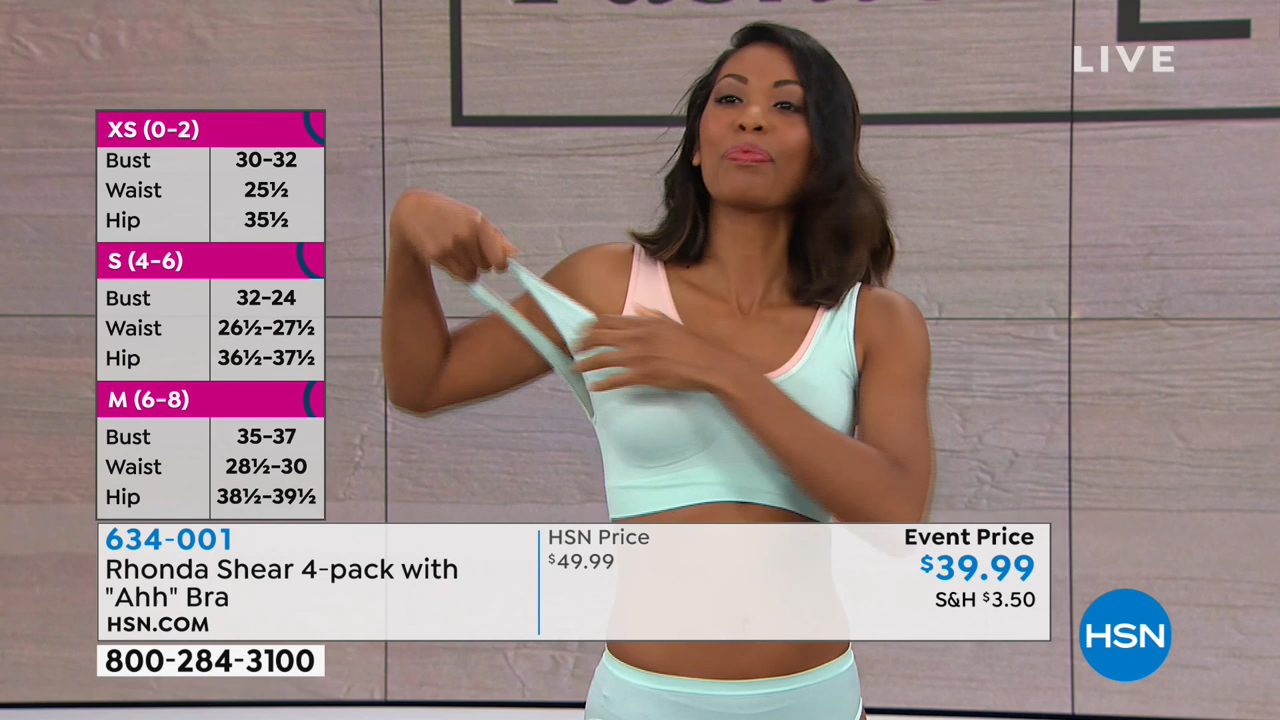 LIVE
XS (0-2)
Bust 30-32
Waist 25½
Hip 35½
S (4-6)
Bust 32-24
Waist 26½-27½
Hip 36½-37½
M (6-8)
Bust 35-37
Waist 28½-30
Hip 38½-39½
634-001
Rhonda Shear 4-pack with
"Ahh" Bra
HSN.COM
HSN Price
$49.99
Event Price
$39.99
S&H $3.50
800-284-3100
HSN